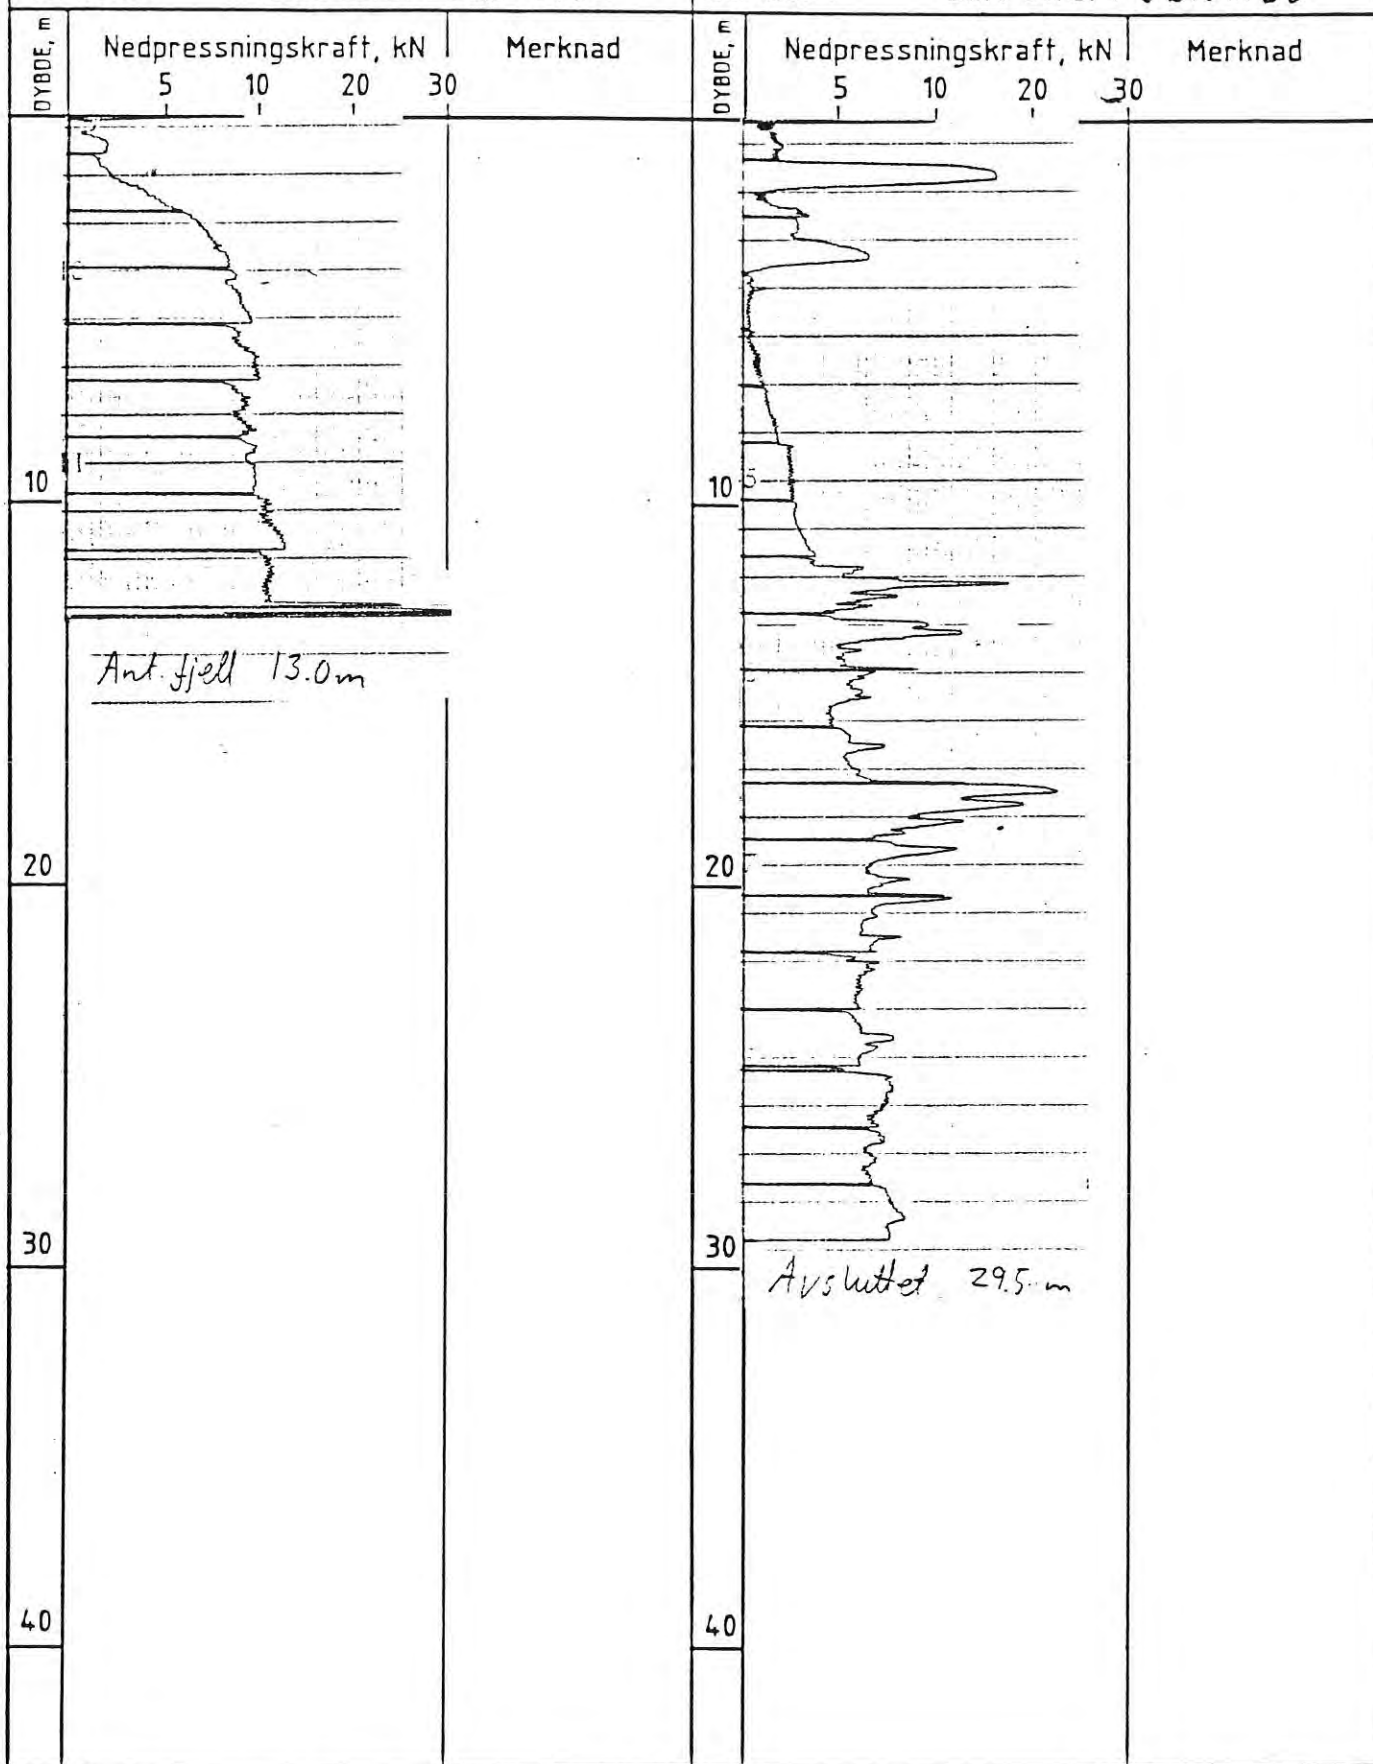 DYBDE, m
Nedpressningskraft, kN
Merknad
5 10 20 30
10
20
30
40
Ant. fjell 13.0 m
DYBDE, m
Nedpressningskraft, kN
Merknad
5 10 20 30
10
20
30
40
Avsluttet 29.5 m